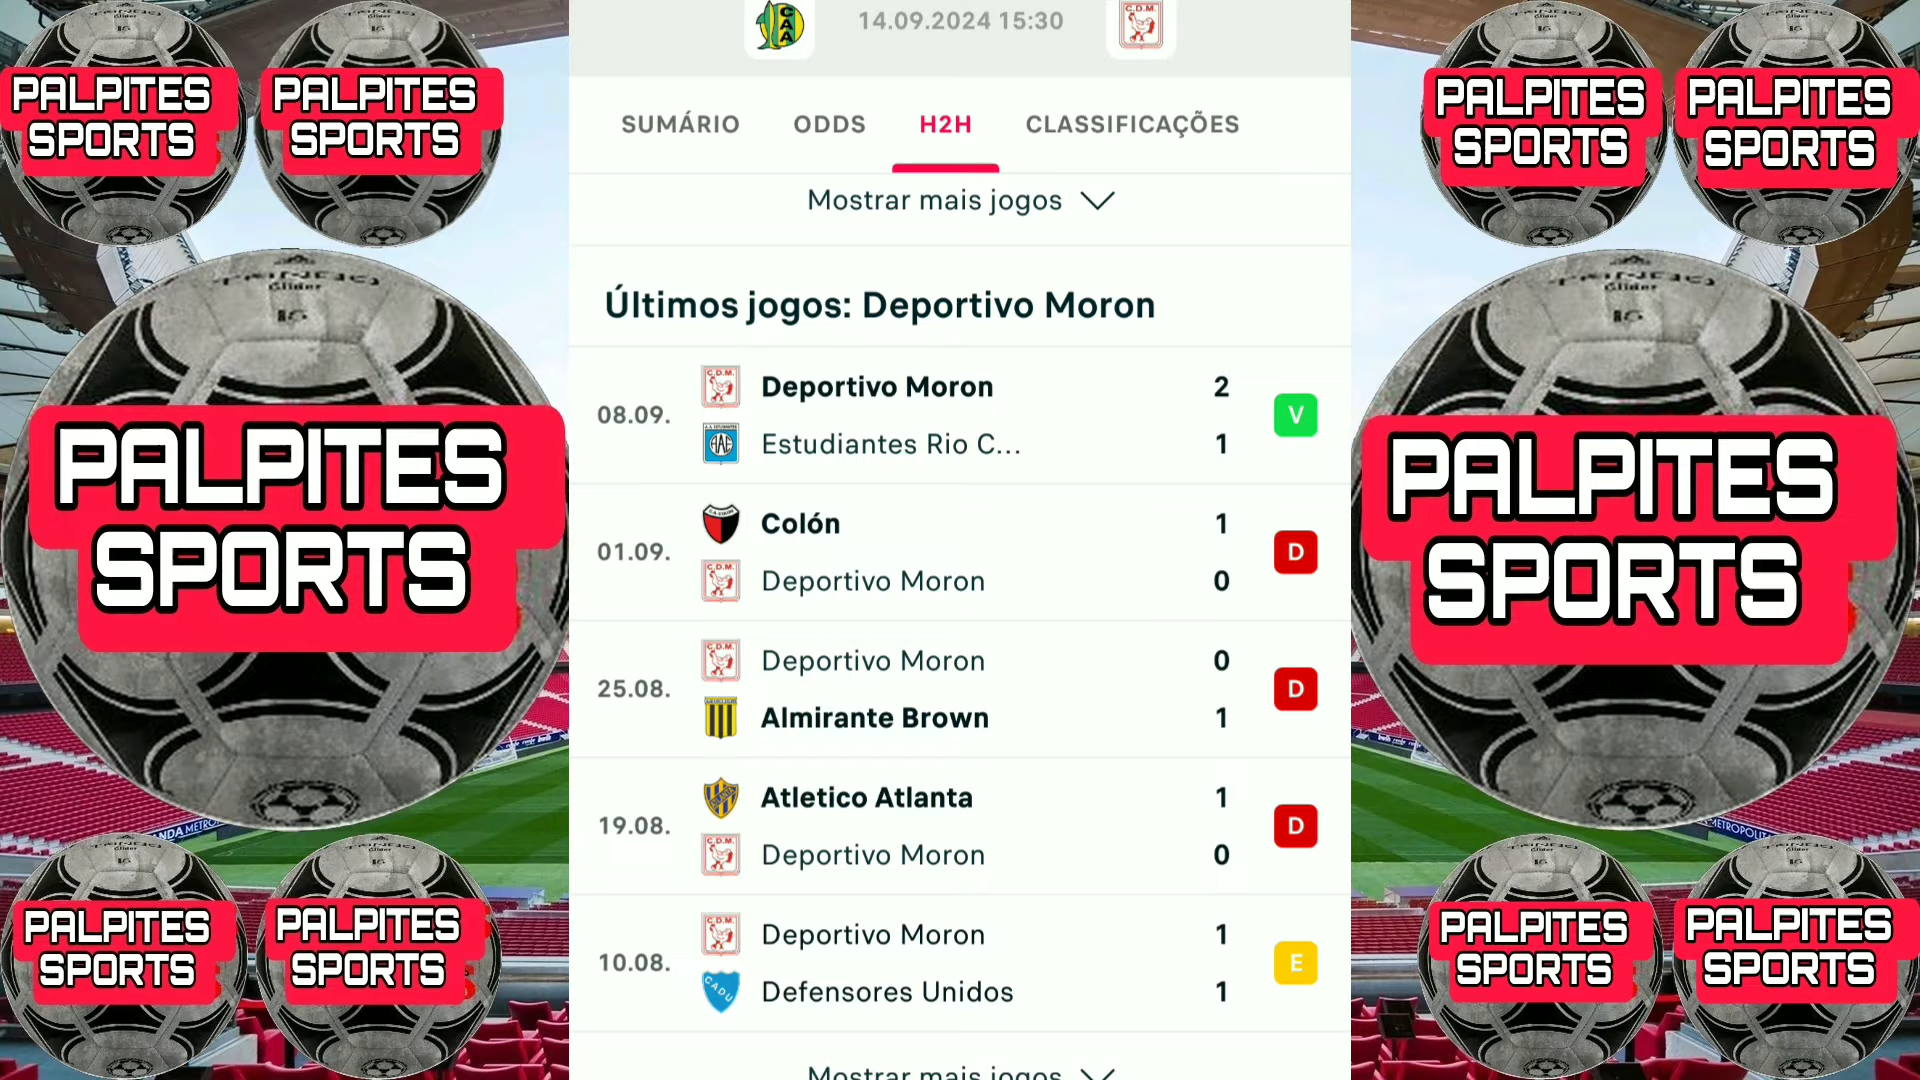 14.09.2024 15:30
SUMÁRIO
ODDS
H2H
CLASSIFICAÇÕES
Mostrar mais jogos
Últimos jogos: Deportivo Moron
08.09.
Deportivo Moron 2
Estudiantes Rio C... 1
V
01.09.
Colón 1
Deportivo Moron 0
D
25.08.
Deportivo Moron 0
Almirante Brown 1
D
19.08.
Atletico Atlanta 1
Deportivo Moron 0
D
10.08.
Deportivo Moron 1
Defensores Unidos 1
E
Mostrar mais jogos
PALPITES
SPORTS
PALPITES
SPORTS
PALPITES
SPORTS
PALPITES
SPORTS
PALPITES
SPORTS
PALPITES
SPORTS
PALPITES
SPORTS
PALPITES
SPORTS
PALPITES
SPORTS
PALPITES
SPORTS